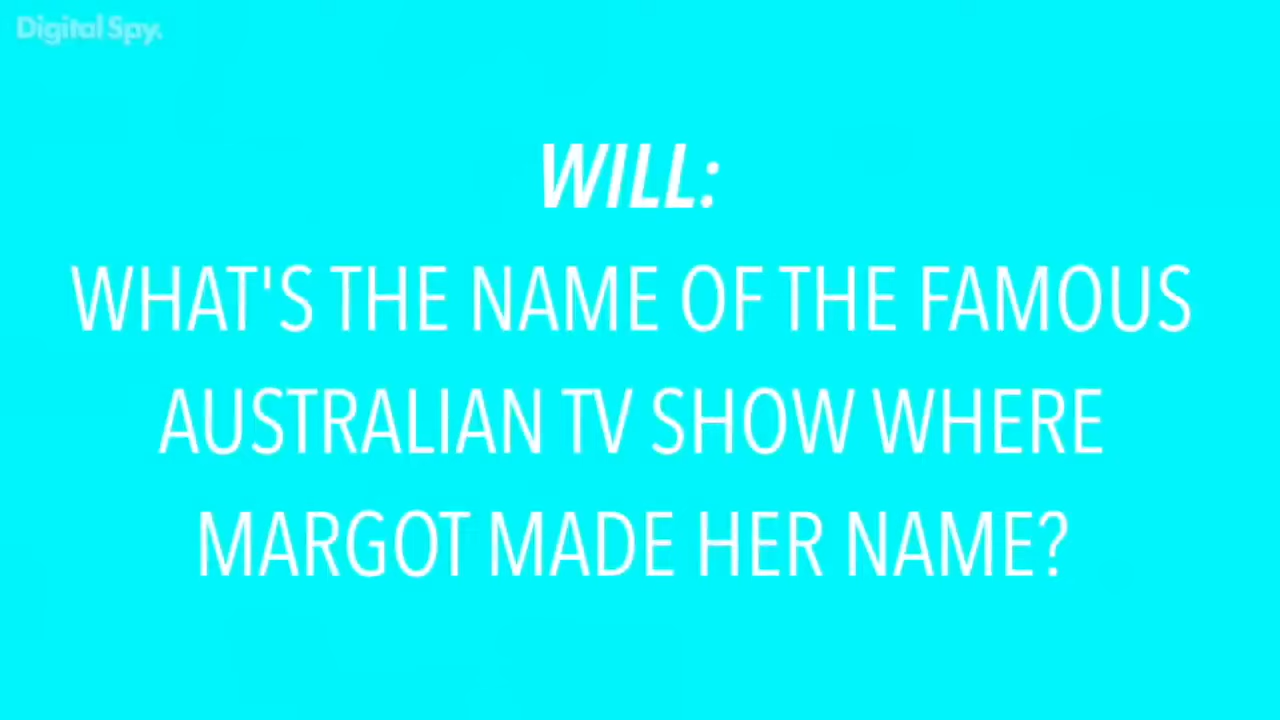 Digital Spy.
WILL:
WHAT'S THE NAME OF THE FAMOUS
AUSTRALIAN TV SHOW WHERE
MARGOT MADE HER NAME?